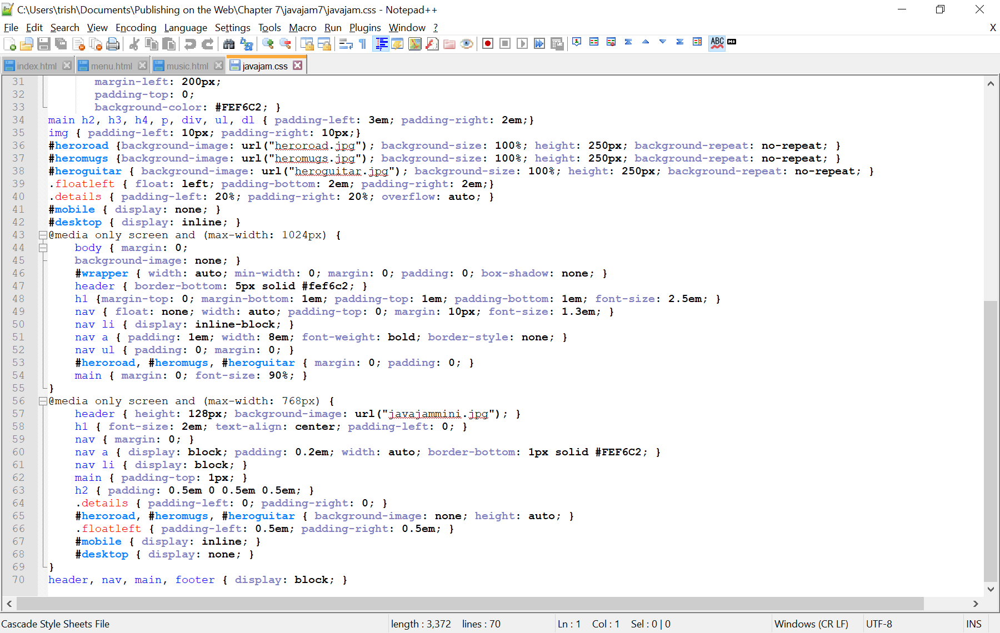 C:\Users\trish\Documents\Publishing on the Web\Chapter 7\javajam7\javajam.css - Notepad++
File Edit Search View Encoding Language Settings Tools Macro Run Plugins Window ? X
ABC
index.html menu.html music.html javajam.css
31 margin-left: 200px;
32 padding-top: 0;
33 background-color: #FEF6C2; }
34 main h2, h3, h4, p, div, ul, dl { padding-left: 3em; padding-right: 2em;}
35 img { padding-left: 10px; padding-right: 10px;}
36 #heroroad {background-image: url("heroroad.jpg"); background-size: 100%; height: 250px; background-repeat: no-repeat; }
37 #heromugs {background-image: url("heromugs.jpg"); background-size: 100%; height: 250px; background-repeat: no-repeat; }
38 #heroguitar { background-image: url("heroguitar.jpg"); background-size: 100%; height: 250px; background-repeat: no-repeat; }
39 .floatleft { float: left; padding-bottom: 2em; padding-right: 2em;}
40 .details { padding-left: 20%; padding-right: 20%; overflow: auto; }
41 #mobile { display: none; }
42 #desktop { display: inline; }
43 @media only screen and (max-width: 1024px) {
44 body { margin: 0;
45 background-image: none; }
46 #wrapper { width: auto; min-width: 0; margin: 0; padding: 0; box-shadow: none; }
47 header { border-bottom: 5px solid #fef6c2; }
48 h1 {margin-top: 0; margin-bottom: 1em; padding-top: 1em; padding-bottom: 1em; font-size: 2.5em; }
49 nav { float: none; width: auto; padding-top: 0; margin: 10px; font-size: 1.3em; }
50 nav li { display: inline-block; }
51 nav a { padding: 1em; width: 8em; font-weight: bold; border-style: none; }
52 nav ul { padding: 0; margin: 0; }
53 #heroroad, #heromugs, #heroguitar { margin: 0; padding: 0; }
54 main { margin: 0; font-size: 90%; }
55 }
56 @media only screen and (max-width: 768px) {
57 header { height: 128px; background-image: url("javajammini.jpg"); }
58 h1 { font-size: 2em; text-align: center; padding-left: 0; }
59 nav { margin: 0; }
60 nav a { display: block; padding: 0.2em; width: auto; border-bottom: 1px solid #FEF6C2; }
61 nav li { display: block; }
62 main { padding-top: 1px; }
63 h2 { padding: 0.5em 0 0.5em 0.5em; }
64 .details { padding-left: 0; padding-right: 0; }
65 #heroroad, #heromugs, #heroguitar { background-image: none; height: auto; }
66 .floatleft { padding-left: 0.5em; padding-right: 0.5em; }
67 #mobile { display: inline; }
68 #desktop { display: none; }
69 }
70 header, nav, main, footer { display: block; }
Cascade Style Sheets File length : 3,372 lines : 70 Ln : 1 Col : 1 Sel : 0 | 0 Windows (CR LF) UTF-8 INS